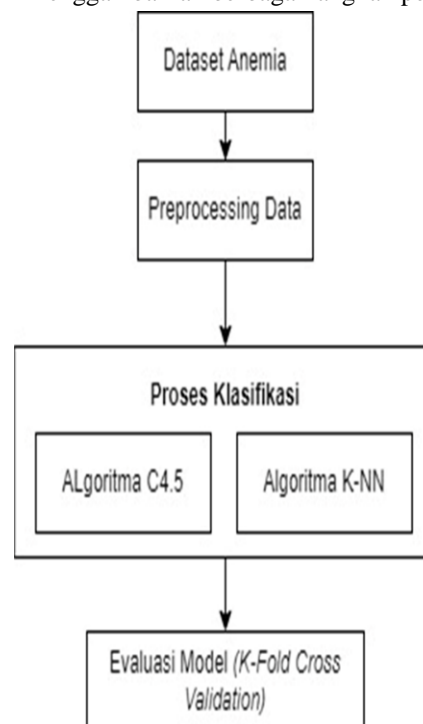 Dataset Anemia
Preprocessing Data
Proses Klasifikasi
ALgoritma C4.5
Algoritma K-NN
Evaluasi Model (K-Fold Cross
Validation)